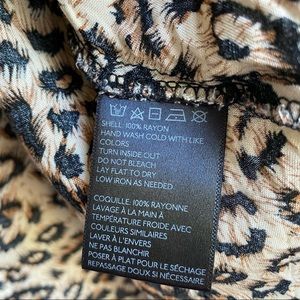 SHELL: 100% RAYON
HAND WASH COLD WITH LIKE
COLORS
TURN INSIDE OUT
DO NOT BLEACH
LAY FLAT TO DRY
LOW IRON AS NEEDED
COQUILLE: 100% RAYONNE
LAVAGE À LA MAIN À
TEMPÉRATURE FROIDE AVEC
COULEURS SIMILAIRES
LAVER À L'ENVERS
NE PAS BLANCHIR
POSER À PLAT POUR LE SÉCHAGE
REPASSAGE DOUX SI NÉCESSAIRE